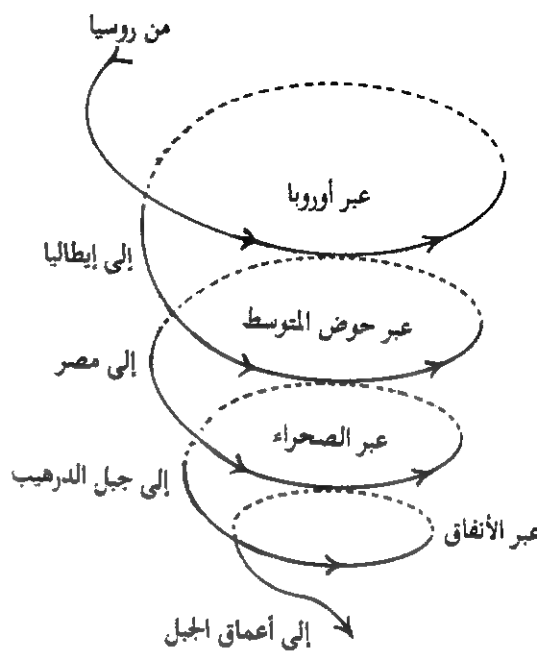 من روسيا
عبر أوروبا
إلى إيطاليا
عبر حوض المتوسط
إلى مصر
عبر الصحراء
إلى جبل الدرهيب
عبر الأنفاق
إلى أعماق الجبل